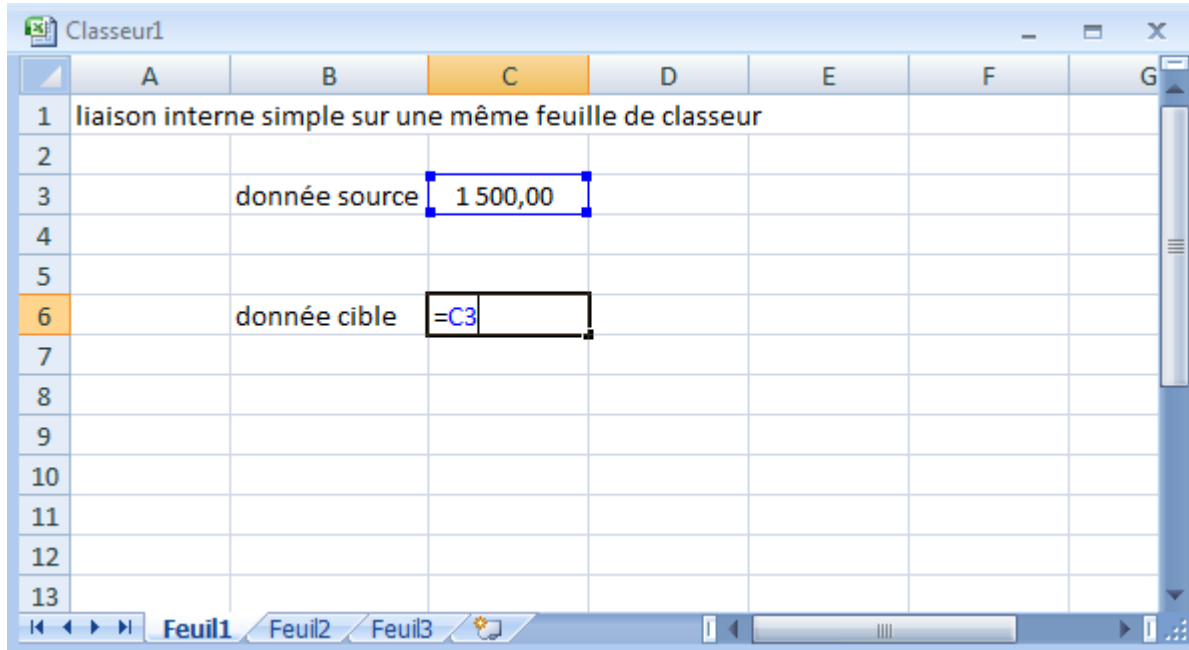 Classeur1
A B C D E F G
1 liaison interne simple sur une même feuille de classeur
2
3 donnée source 1 500,00
4
5
6 donnée cible =C3
7
8
9
10
11
12
13
Feuil1 Feuil2 Feuil3